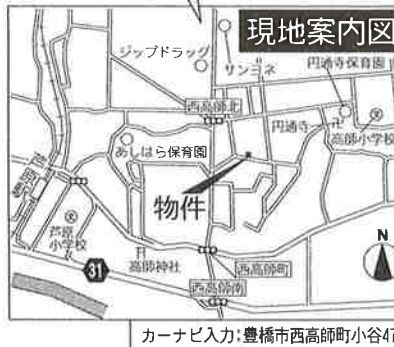 現地案内図
ジップドラッグ
サンヨネ
円通寺保育園
西高師北
円通寺
高師小学校
あしはら保育園
芦原駅
物件
芦原
小学校
高師神社
31
西高師町
西高師南
N
カーナビ入力:豊橋市西高師町小谷47